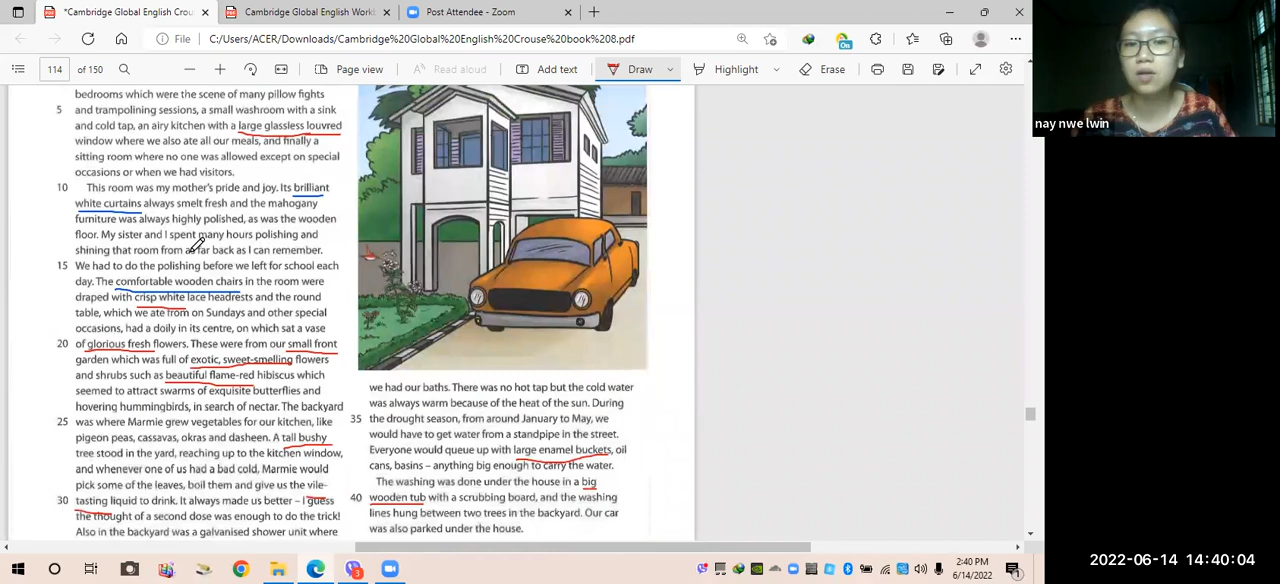 *Cambridge Global English Crou
Cambridge Global English Workb
Post Attendee - Zoom
File
C:/Users/ACER/Downloads/Cambridge%20Global%20English%20Crouse%20book%208.pdf
114 of 150
Page view
Read aloud
Add text
Draw
Highlight
Erase
bedrooms which were the scene of many pillow fights
5 and trampolining sessions, a small washroom with a sink
and cold tap, an airy kitchen with a large glassless louvred
window where we also ate all our meals, and finally a
sitting room where no one was allowed except on special
occasions or when we had visitors.
10 This room was my mother's pride and joy. Its brilliant
white curtains always smelt fresh and the mahogany
furniture was always highly polished, as was the wooden
floor. My sister and I spent many hours polishing and
shining that room from as far back as I can remember.
15 We had to do the polishing before we left for school each
day. The comfortable wooden chairs in the room were
draped with crisp white lace headrests and the round
table, which we ate from on Sundays and other special
occasions, had a doily in its centre, on which sat a vase
20 of glorious fresh flowers. These were from our small front
garden which was full of exotic, sweet-smelling flowers
and shrubs such as beautiful flame-red hibiscus which
seemed to attract swarms of exquisite butterflies and
hovering hummingbirds, in search of nectar. The backyard
25 was where Marmie grew vegetables for our kitchen, like
pigeon peas, cassavas, okras and dasheen. A tall bushy
tree stood in the yard, reaching up to the kitchen window,
and whenever one of us had a bad cold, Marmie would
pick some of the leaves, boil them and give us the vile-
30 tasting liquid to drink. It always made us better – I guess
the thought of a second dose was enough to do the trick!
Also in the backyard was a galvanised shower unit where
we had our baths. There was no hot tap but the cold water
was always warm because of the heat of the sun. During
35 the drought season, from around January to May, we
would have to get water from a standpipe in the street.
Everyone would queue up with large enamel buckets, oil
cans, basins – anything big enough to carry the water.
The washing was done under the house in a big
40 wooden tub with a scrubbing board, and the washing
lines hung between two trees in the backyard. Our car
was also parked under the house.
nay nwe lwin
2:40 PM
6/14/2022
2022-06-14 14:40:04